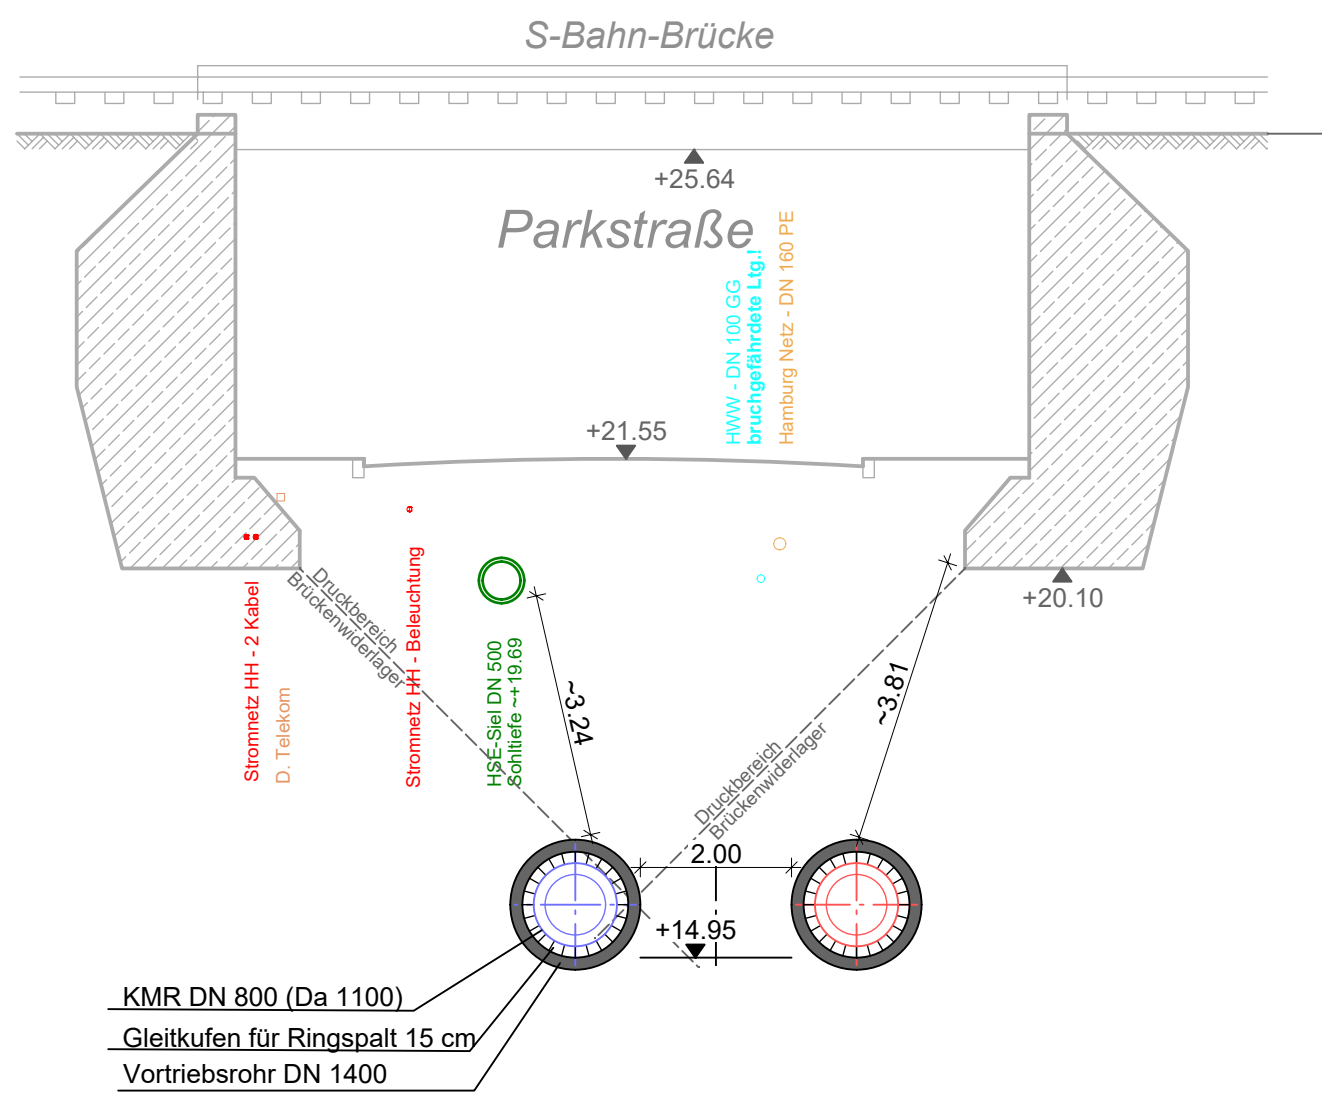 S-Bahn-Brücke
+25.64
Parkstraße
HWW - DN 100 GG
bruchgefährdete Ltg.!
Hamburg Netz - DN 160 PE
+21.55
+20.10
Stromnetz HH - 2 Kabel
D. Telekom
Druckbereich
Brückenwiderlager
Stromnetz HH - Beleuchtung
HSE-Siel DN 500
Sohltiefe ~+19.69
~3.24
~3.81
Druckbereich
Brückenwiderlager
2.00
+14.95
KMR DN 800 (Da 1100)
Gleitkufen für Ringspalt 15 cm
Vortriebsrohr DN 1400